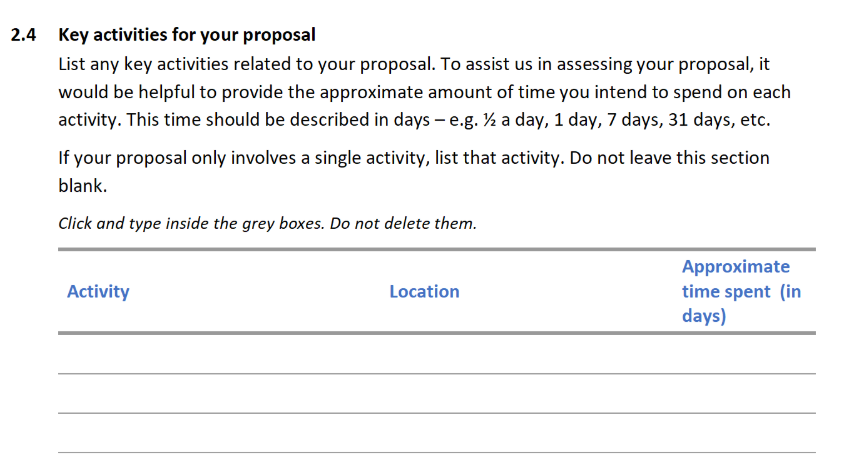 2.4 Key activities for your proposal
List any key activities related to your proposal. To assist us in assessing your proposal, it
would be helpful to provide the approximate amount of time you intend to spend on each
activity. This time should be described in days – e.g. ½ a day, 1 day, 7 days, 31 days, etc.
If your proposal only involves a single activity, list that activity. Do not leave this section
blank.
Click and type inside the grey boxes. Do not delete them.
Activity
Location
Approximate
time spent (in
days)